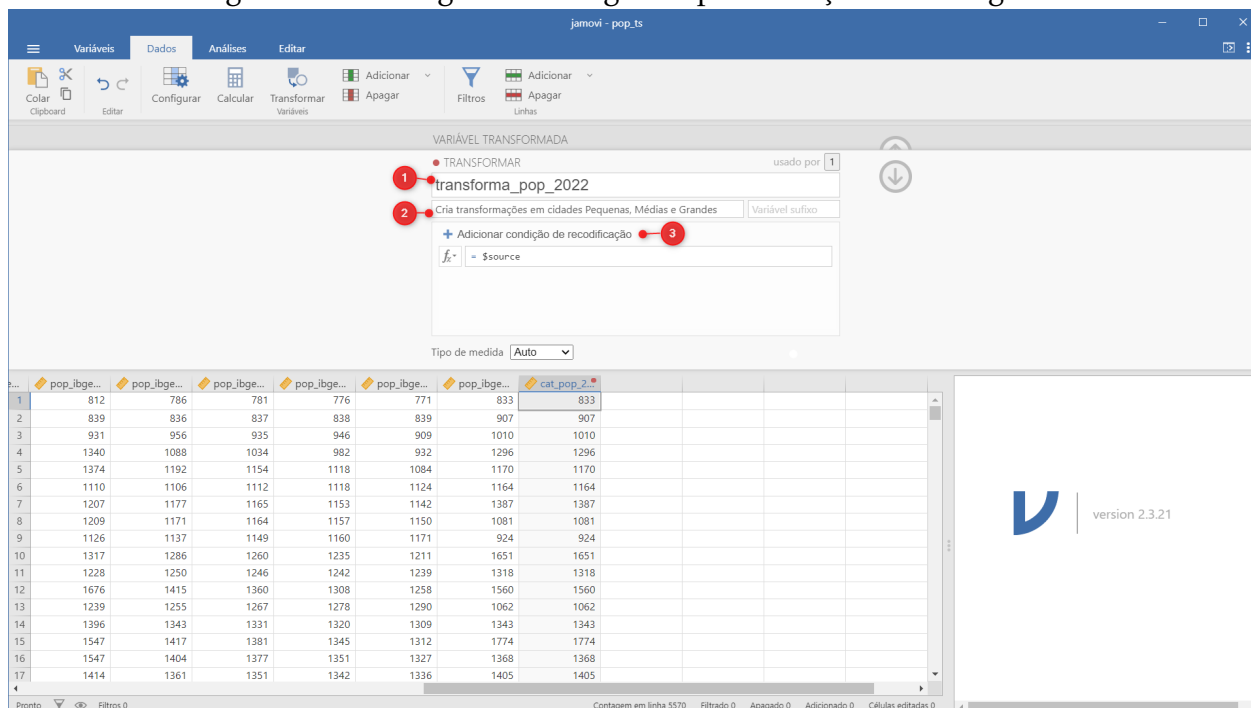 jamovi - pop_ts
Variáveis Dados Análises Editar
Colar Configurar Calcular Transformar Adicionar Apagar Filtros Adicionar Apagar
Clipboard Editar Variáveis Linhas
VARIÁVEL TRANSFORMADA
TRANSFORMAR usado por 1
1 transforma_pop_2022
2 Cria transformações em cidades Pequenas, Médias e Grandes Variável sufixo
+ Adicionar condição de recodificação 3
fx = $source
Tipo de medida Auto
e... pop_ibge... pop_ibge... pop_ibge... pop_ibge... pop_ibge... pop_ibge... cat_pop_2...
1 812 786 781 776 771 833 833
2 839 836 837 838 839 907 907
3 931 956 935 946 909 1010 1010
4 1340 1088 1034 982 932 1296 1296
5 1374 1192 1154 1118 1084 1170 1170
6 1110 1106 1112 1118 1124 1164 1164
7 1207 1177 1165 1153 1142 1387 1387
8 1209 1171 1164 1157 1150 1081 1081
9 1126 1137 1149 1160 1171 924 924
10 1317 1286 1260 1235 1211 1651 1651
11 1228 1250 1246 1242 1239 1318 1318
12 1676 1415 1360 1308 1258 1560 1560
13 1239 1255 1267 1278 1290 1062 1062
14 1396 1343 1331 1320 1309 1343 1343
15 1547 1417 1381 1345 1312 1774 1774
16 1547 1404 1377 1351 1327 1368 1368
17 1414 1361 1351 1342 1336 1405 1405
version 2.3.21
Pronto Filtros 0 Contagem em linha 5570 Filtrado 0 Apagado 0 Adicionado 0 Células editadas 0